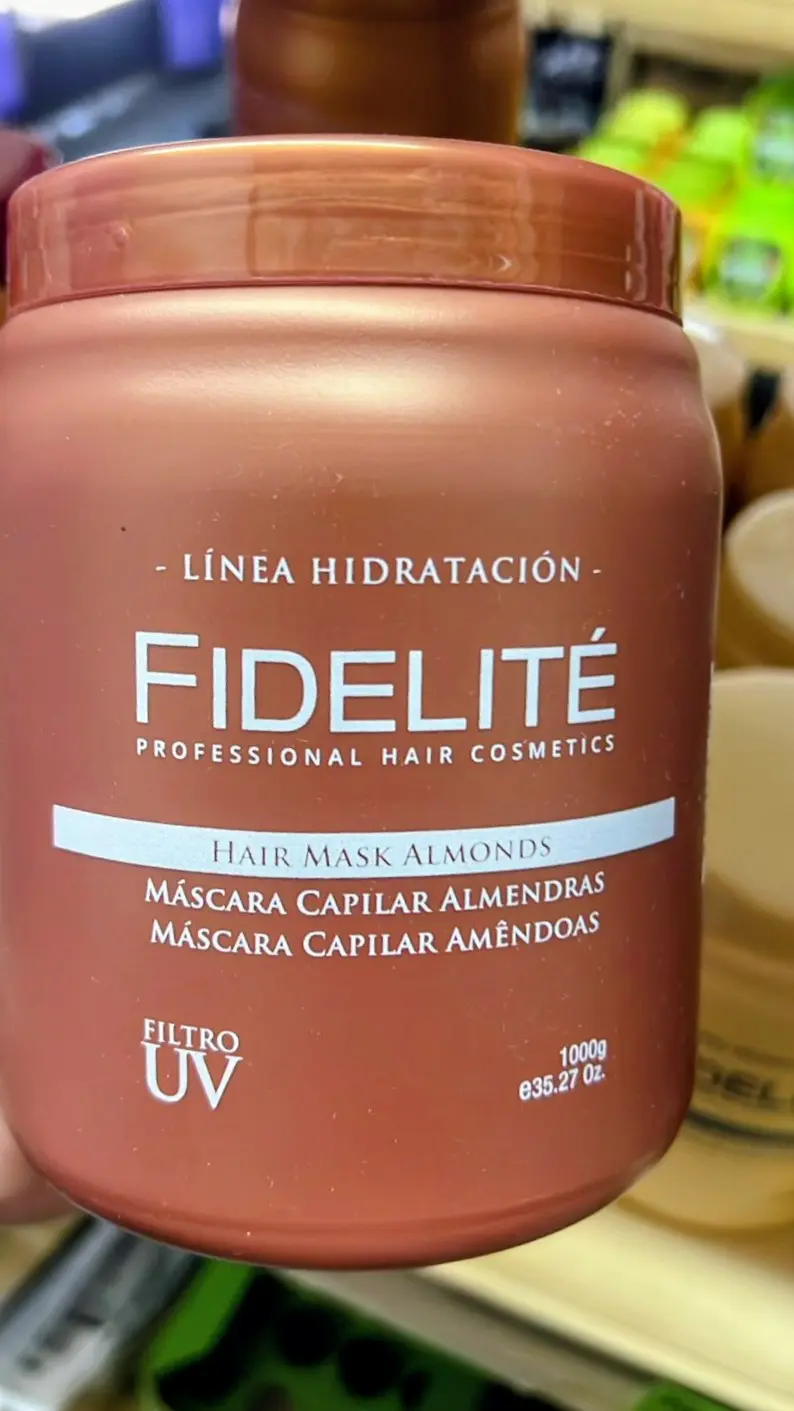 - LÍNEA HIDRATACIÓN -
FIDELITÉ
PROFESSIONAL HAIR COSMETICS
HAIR MASK ALMONDS
MÁSCARA CAPILAR ALMENDRAS
MÁSCARA CAPILAR AMÊNDOAS
FILTRO
UV
1000g
℮35.27 Oz.